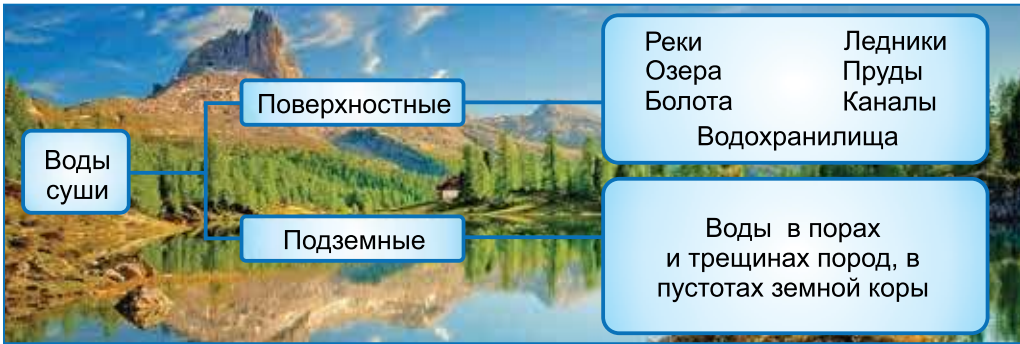 Воды
суши
Поверхностные
Подземные
Реки
Озера
Болота
Ледники
Пруды
Каналы
Водохранилища
Воды в порах
и трещинах пород, в
пустотах земной коры